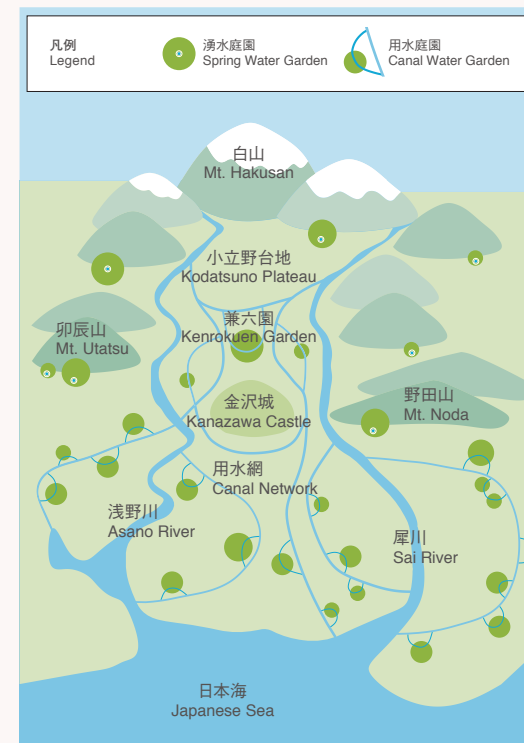 凡例
Legend
湧水庭園
Spring Water Garden
用水庭園
Canal Water Garden
白山
Mt. Hakusan
小立野台地
Kodatsuno Plateau
兼六園
Kenrokuen Garden
卯辰山
Mt. Utatsu
金沢城
Kanazawa Castle
野田山
Mt. Noda
用水網
Canal Network
浅野川
Asano River
犀川
Sai River
日本海
Japanese Sea